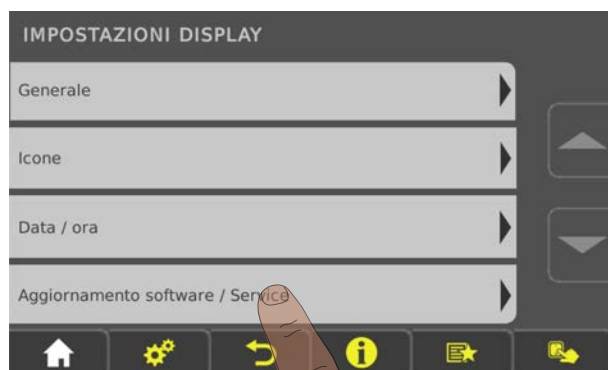 IMPOSTAZIONI DISPLAY
Generale
Icone
Data / ora
Aggiornamento software / Service